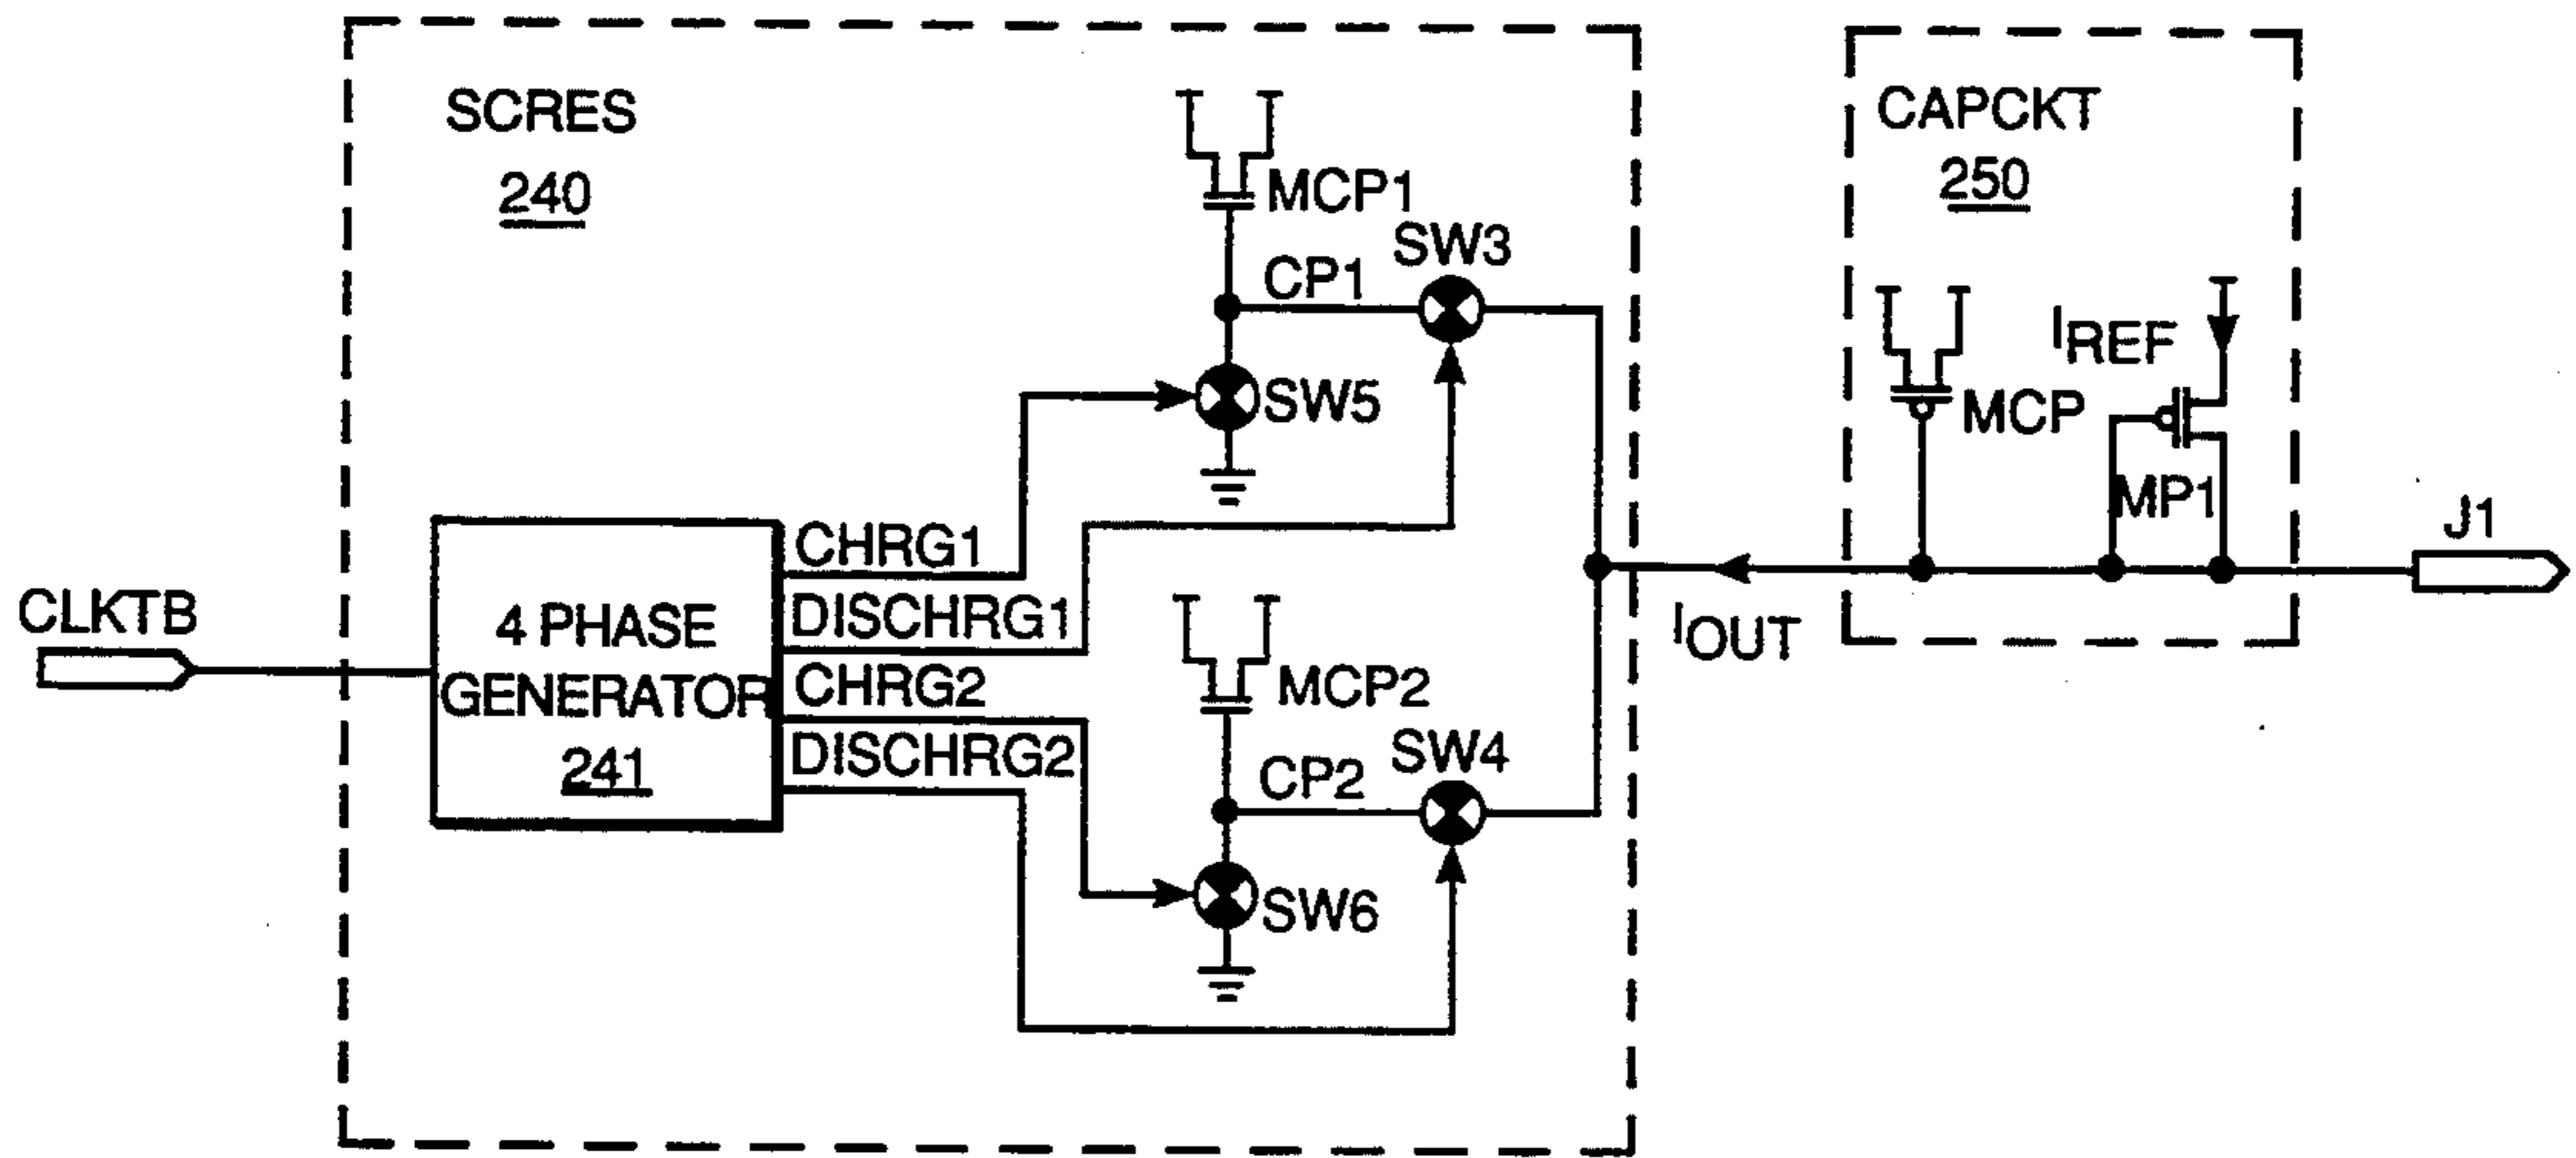 SCRES
240
CAPCKT
250
MCP1
SW3
CP1
IREF
SW5
MCP
MP1
J1
CHRG1
CLKTB
DISCHRG1
4 PHASE
GENERATOR
241
IOUT
CHRG2
MCP2
DISCHRG2
SW4
CP2
SW6